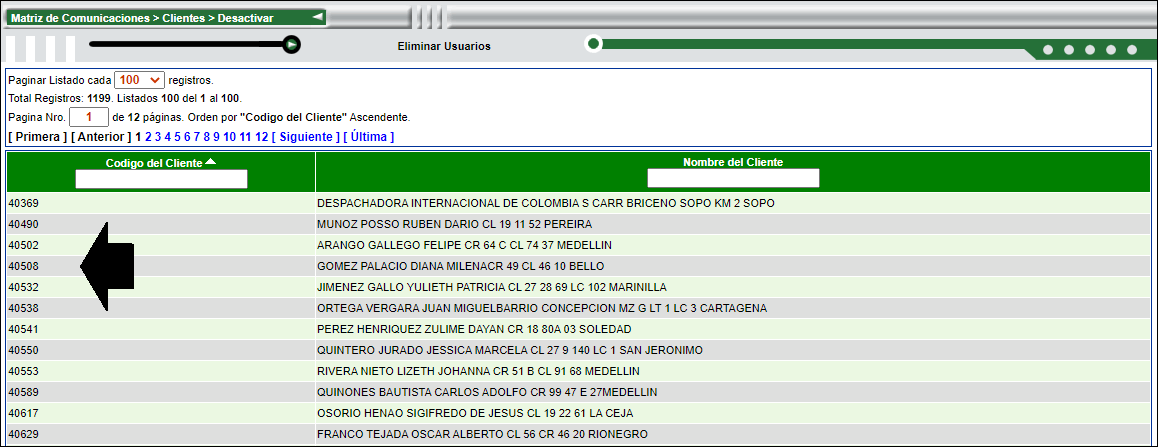 Matriz de Comunicaciones > Clientes > Desactivar
Eliminar Usuarios
Paginar Listado cada 100 registros.
Total Registros: 1199. Listados 100 del 1 al 100.
Pagina Nro. 1 de 12 páginas. Orden por "Codigo del Cliente" Ascendente.
[ Primera ] [ Anterior ] 1 2 3 4 5 6 7 8 9 10 11 12 [ Siguiente ] [ Última ]
Codigo del Cliente Nombre del Cliente
40369 DESPACHADORA INTERNACIONAL DE COLOMBIA S CARR BRICENO SOPO KM 2 SOPO
40490 MUNOZ POSSO RUBEN DARIO CL 19 11 52 PEREIRA
40502 ARANGO GALLEGO FELIPE CR 64 C CL 74 37 MEDELLIN
40508 GOMEZ PALACIO DIANA MILENACR 49 CL 46 10 BELLO
40532 JIMENEZ GALLO YULIETH PATRICIA CL 27 28 69 LC 102 MARINILLA
40538 ORTEGA VERGARA JUAN MIGUELBARRIO CONCEPCION MZ G LT 1 LC 3 CARTAGENA
40541 PEREZ HENRIQUEZ ZULIME DAYAN CR 18 80A 03 SOLEDAD
40550 QUINTERO JURADO JESSICA MARCELA CL 27 9 140 LC 1 SAN JERONIMO
40553 RIVERA NIETO LIZETH JOHANNA CR 51 B CL 91 68 MEDELLIN
40589 QUINONES BAUTISTA CARLOS ADOLFO CR 99 47 E 27MEDELLIN
40617 OSORIO HENAO SIGIFREDO DE JESUS CL 19 22 61 LA CEJA
40629 FRANCO TEJADA OSCAR ALBERTO CL 56 CR 46 20 RIONEGRO